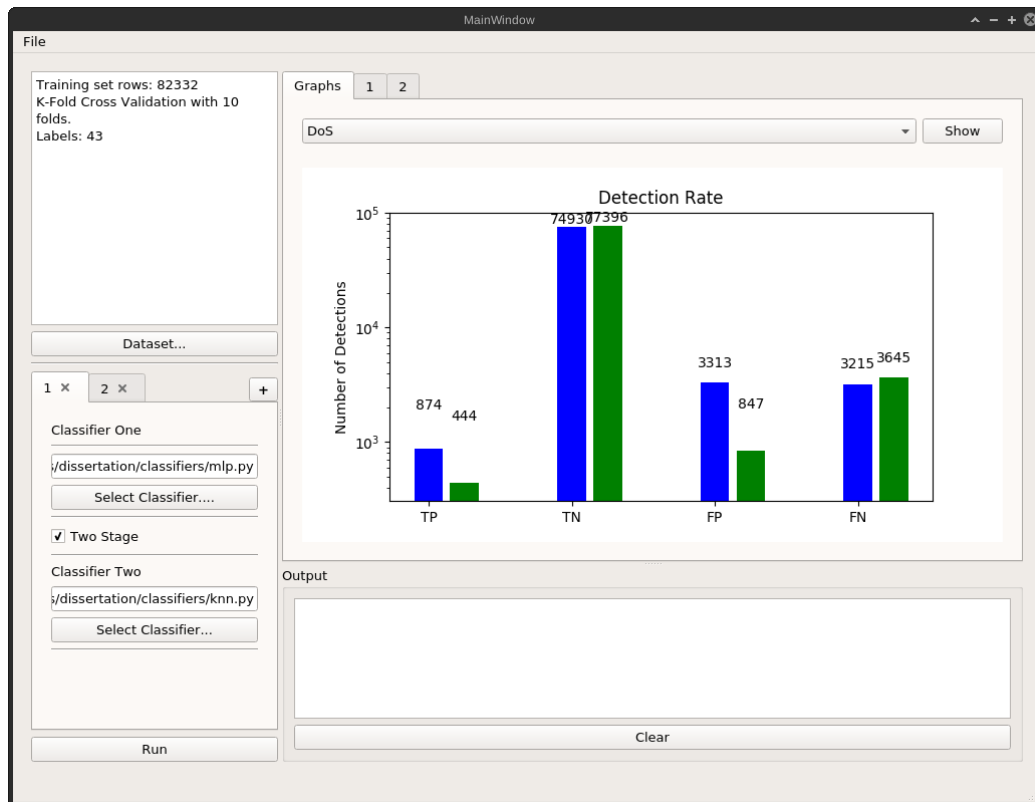 MainWindow
File
Training set rows: 82332
K-Fold Cross Validation with 10
folds.
Labels: 43
Dataset...
1
2
+
Classifier One
s/dissertation/classifiers/mlp.py
Select Classifier....
Two Stage
Classifier Two
s/dissertation/classifiers/knn.py
Select Classifier...
Run
Graphs 1 2
DoS
Show
Detection Rate
Number of Detections
10^5
10^4
10^3
874
444
74930
77396
3313
847
3215
3645
TP TN FP FN
Output
Clear